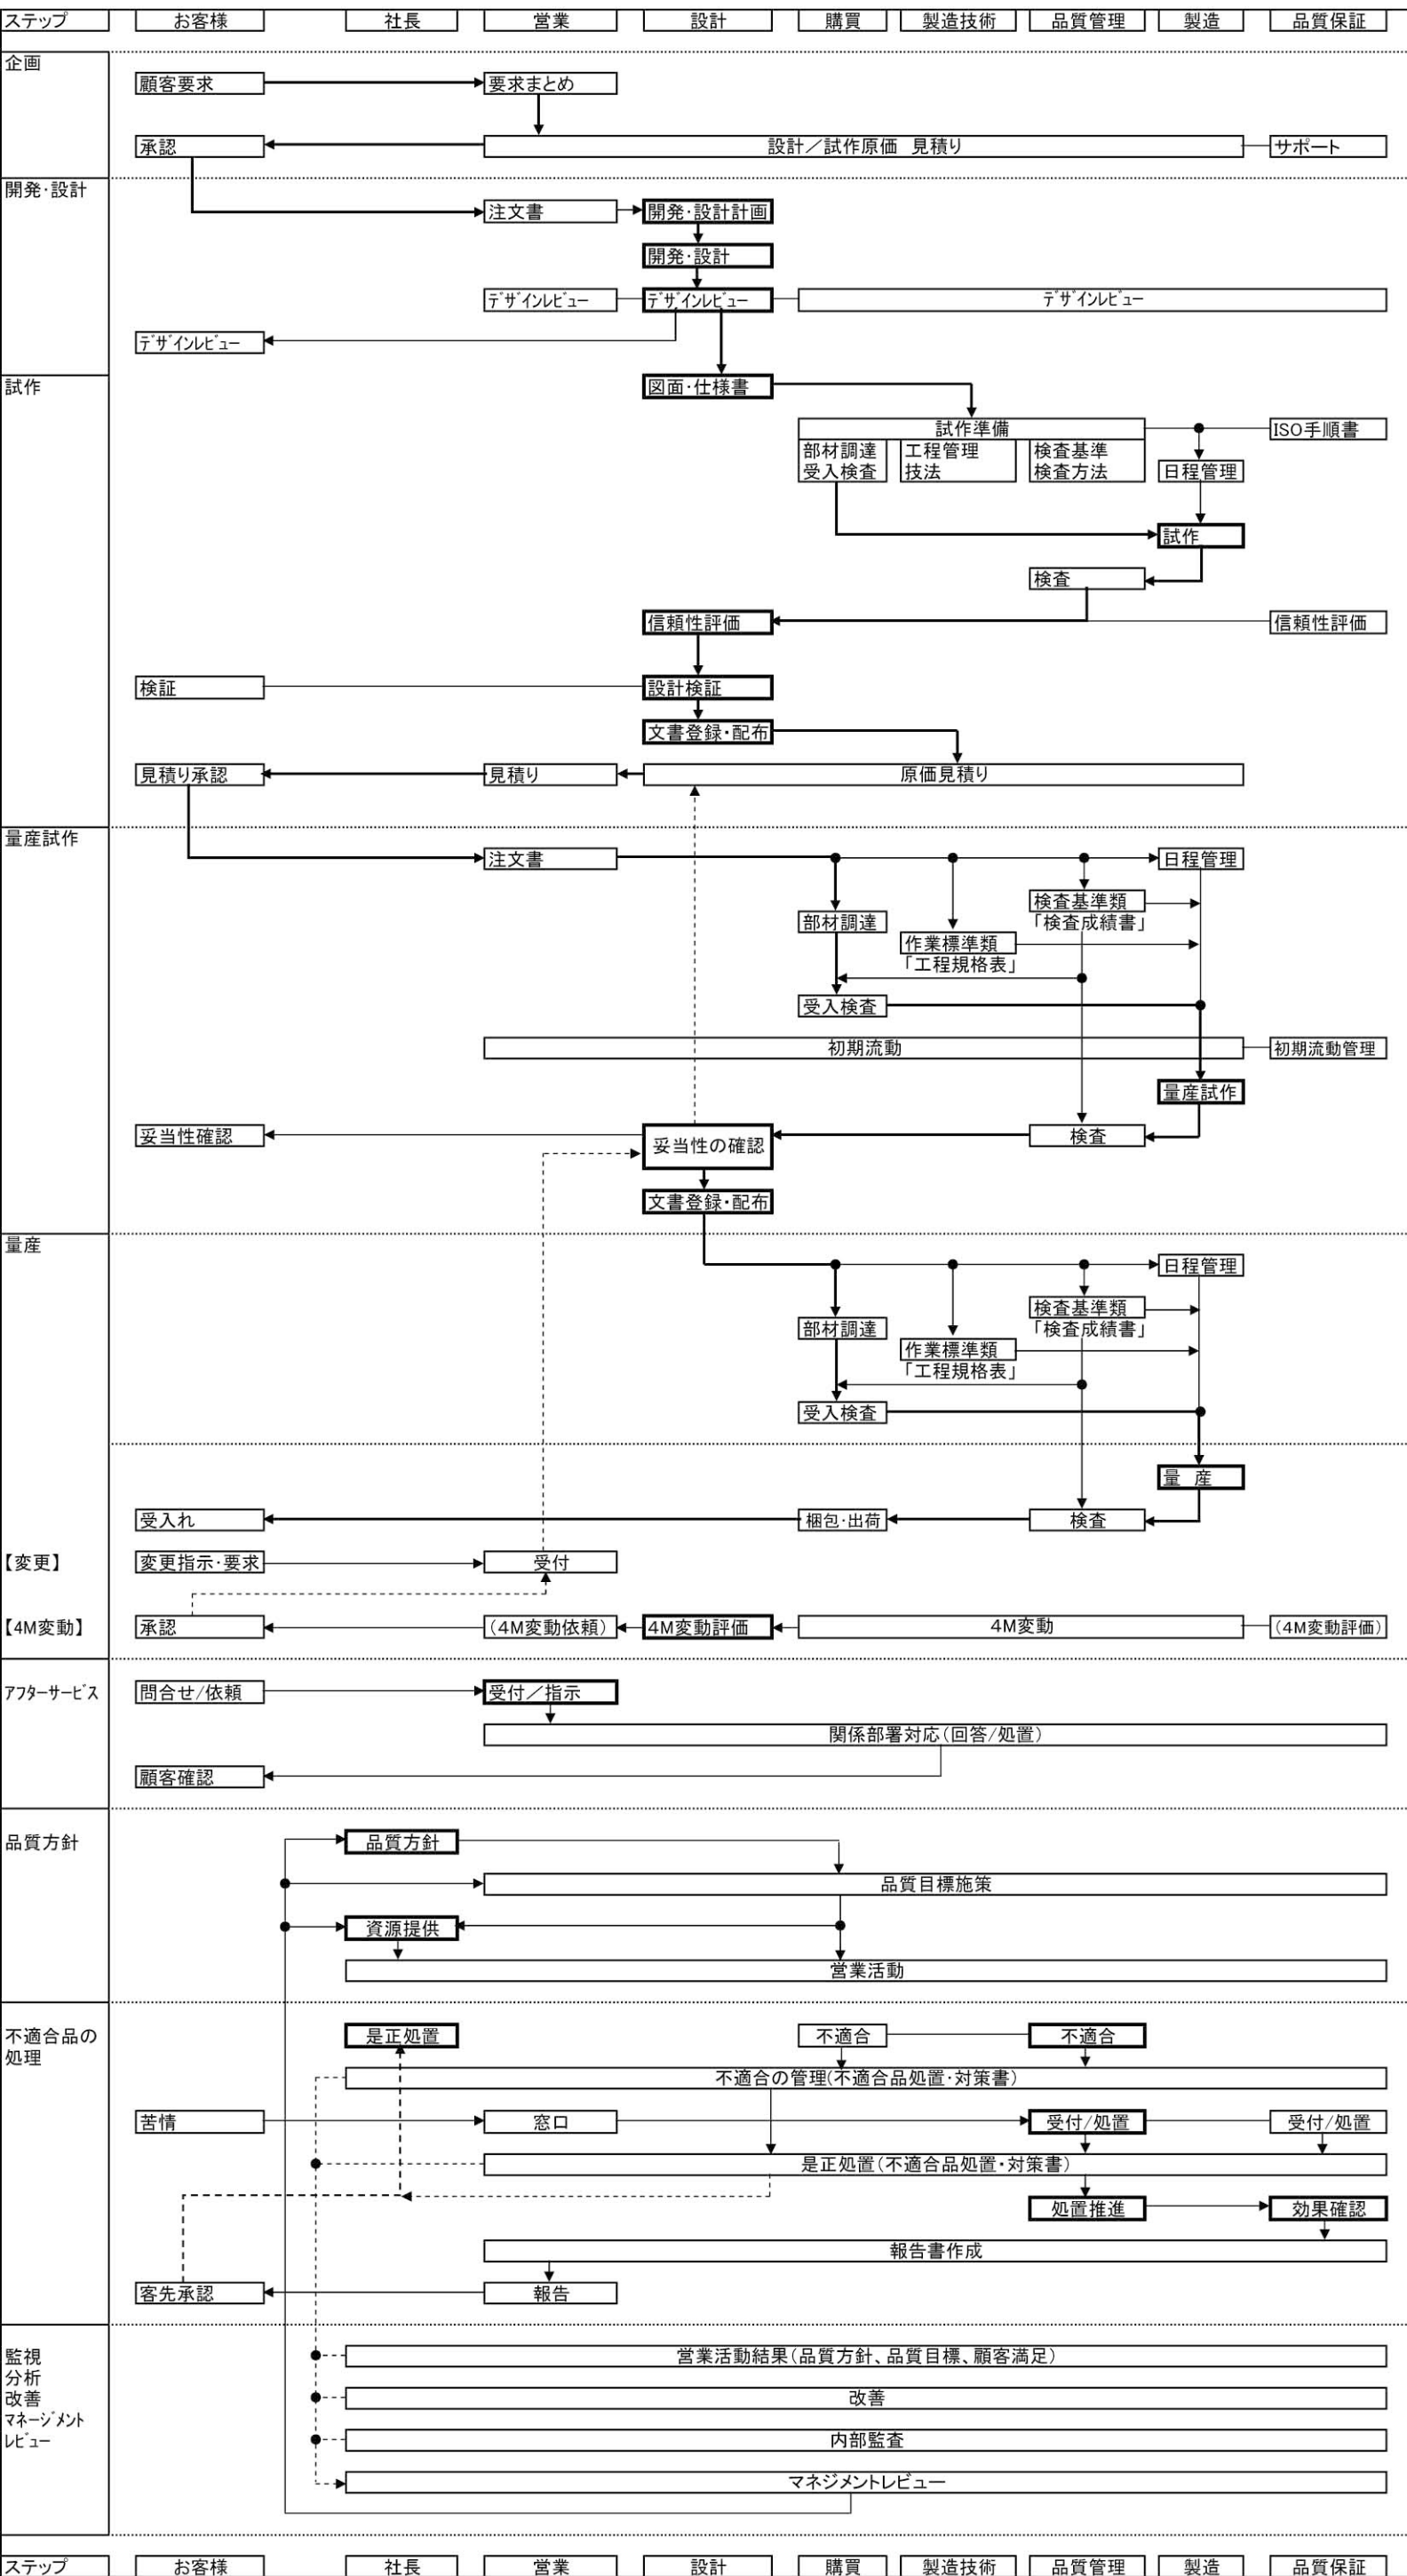 ステップ お客様 社長 営業 設計 購買 製造技術 品質管理 製造 品質保証
企画
顧客要求 要求まとめ
承認 設計／試作原価 見積り サポート
開発・設計
注文書 開発・設計計画
開発・設計
デザインレビュー デザインレビュー デザインレビュー
デザインレビュー
試作 図面・仕様書
試作準備 ISO手順書
部材調達 工程管理 検査基準
受入検査 技法 検査方法 日程管理
試作
検査
信頼性評価 信頼性評価
検証 設計検証
文書登録・配布
見積り承認 見積り 原価見積り
量産試作
注文書 日程管理
検査基準類
部材調達 「検査成績書」
作業標準類
「工程規格表」
受入検査
初期流動 初期流動管理
量産試作
妥当性確認 妥当性の確認 検査
文書登録・配布
量産
日程管理
検査基準類
部材調達 「検査成績書」
作業標準類
「工程規格表」
受入検査
量 産
受入れ 梱包・出荷 検査
【変更】 変更指示・要求 受付
【4M変動】 承認 (4M変動依頼) 4M変動評価 4M変動 (4M変動評価)
アフターサービス 問合せ/依頼 受付／指示
関係部署対応(回答/処置)
顧客確認
品質方針 品質方針
品質目標施策
資源提供
営業活動
不適合品の 是正処置 不適合 不適合
処理
不適合の管理(不適合品処置・対策書)
苦情 窓口 受付/処置 受付/処置
是正処置(不適合品処置・対策書)
処置推進 効果確認
報告書作成
客先承認 報告
監視 営業活動結果(品質方針、品質目標、顧客満足)
分析
改善 改善
マネージメント
レビュー 内部監査
マネジメントレビュー
ステップ お客様 社長 営業 設計 購買 製造技術 品質管理 製造 品質保証